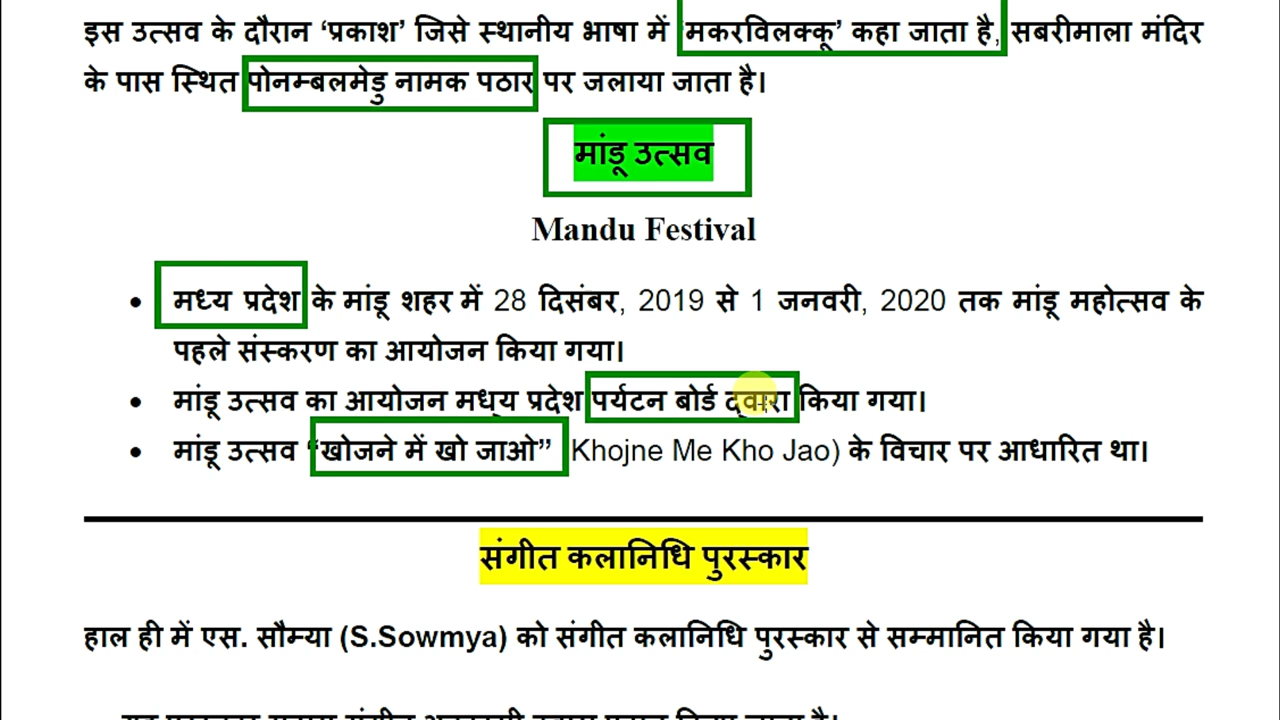 इस उत्सव के दौरान ‘प्रकाश’ जिसे स्थानीय भाषा में ‘मकरविलक्कू’ कहा जाता है, सबरीमाला मंदिर
के पास स्थित पोनम्बलमेडु नामक पठार पर जलाया जाता है।
मांडू उत्सव
Mandu Festival
• मध्य प्रदेश के मांडू शहर में 28 दिसंबर, 2019 से 1 जनवरी, 2020 तक मांडू महोत्सव के
पहले संस्करण का आयोजन किया गया।
• मांडू उत्सव का आयोजन मध्य प्रदेश पर्यटन बोर्ड द्वारा किया गया।
• मांडू उत्सव “खोजने में खो जाओ” Khojne Me Kho Jao) के विचार पर आधारित था।
संगीत कलानिधि पुरस्कार
हाल ही में एस. सौम्या (S.Sowmya) को संगीत कलानिधि पुरस्कार से सम्मानित किया गया है।